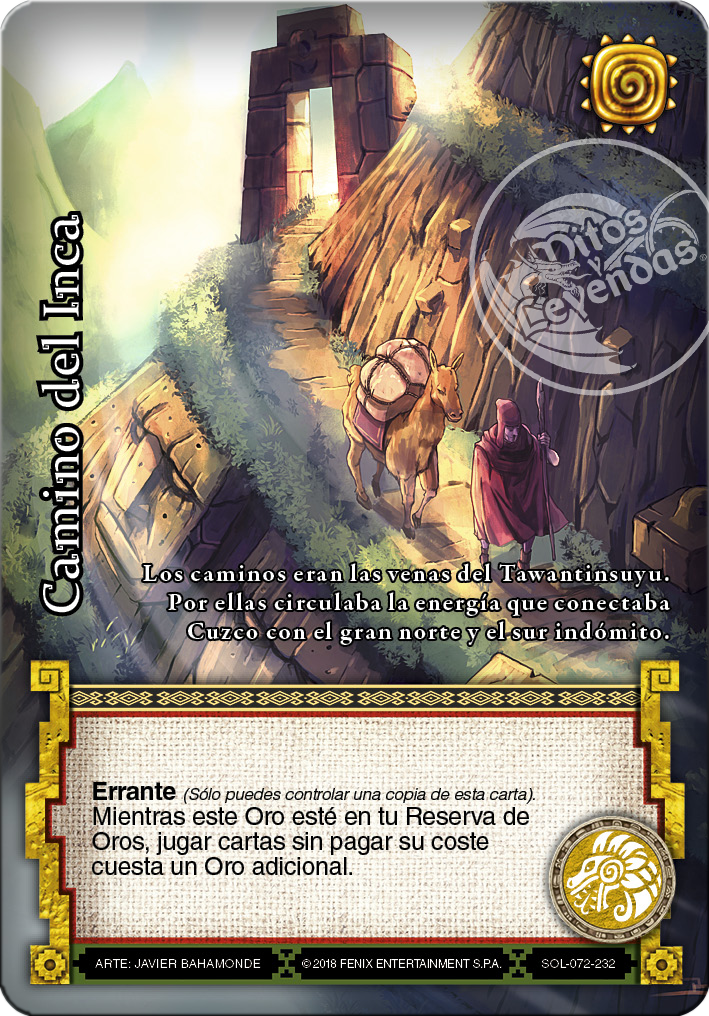 Mitos
y
Leyendas
Camino del Inca
Los caminos eran las venas del Tawantinsuyu.
Por ellas circulaba la energía que conectaba
Cuzco con el gran norte y el sur indómito.
Errante (Sólo puedes controlar una copia de esta carta).
Mientras este Oro esté en tu Reserva de
Oros, jugar cartas sin pagar su coste
cuesta un Oro adicional.
ARTE: JAVIER BAHAMONDE
©2018 FENIX ENTERTAINMENT S.P.A.
SOL-072-232